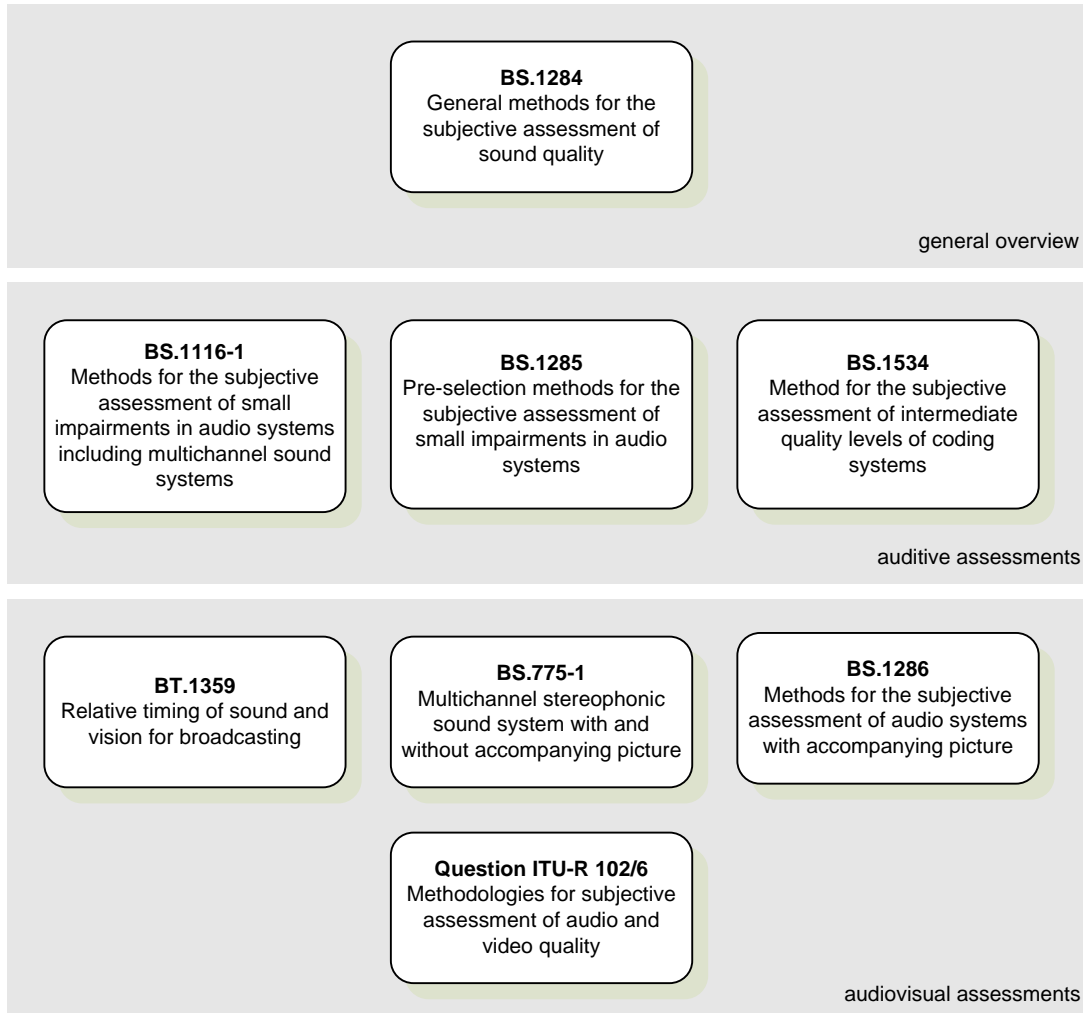 BS.1284
General methods for the
subjective assessment of
sound quality
general overview
BS.1116-1
Methods for the subjective
assessment of small
impairments in audio systems
including multichannel sound
systems
BS.1285
Pre-selection methods for the
subjective assessment of
small impairments in audio
systems
BS.1534
Method for the subjective
assessment of intermediate
quality levels of coding
systems
auditive assessments
BT.1359
Relative timing of sound and
vision for broadcasting
BS.775-1
Multichannel stereophonic
sound system with and
without accompanying picture
BS.1286
Methods for the subjective
assessment of audio systems
with accompanying picture
Question ITU-R 102/6
Methodologies for subjective
assessment of audio and
video quality
audiovisual assessments